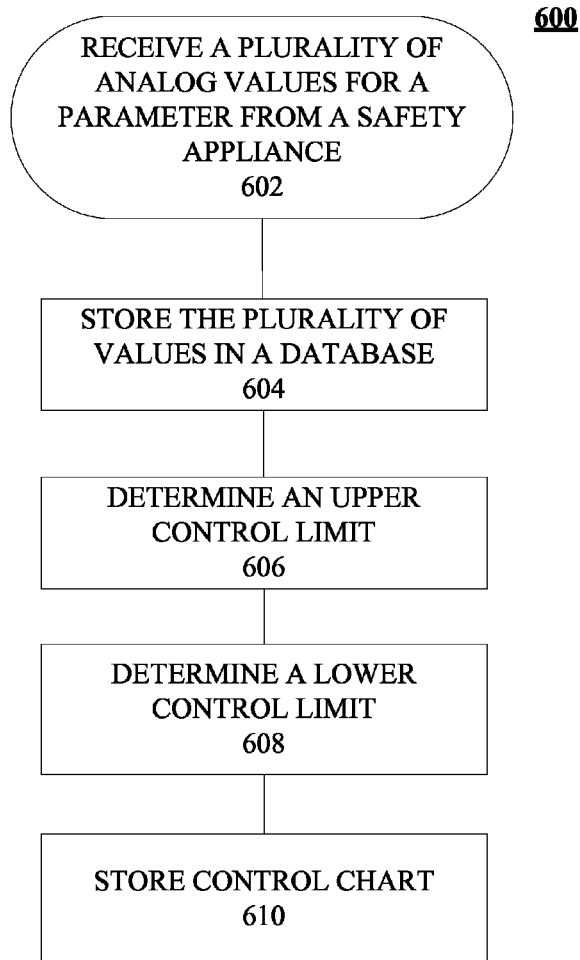 600
RECEIVE A PLURALITY OF
ANALOG VALUES FOR A
PARAMETER FROM A SAFETY
APPLIANCE
602
STORE THE PLURALITY OF
VALUES IN A DATABASE
604
DETERMINE AN UPPER
CONTROL LIMIT
606
DETERMINE A LOWER
CONTROL LIMIT
608
STORE CONTROL CHART
610